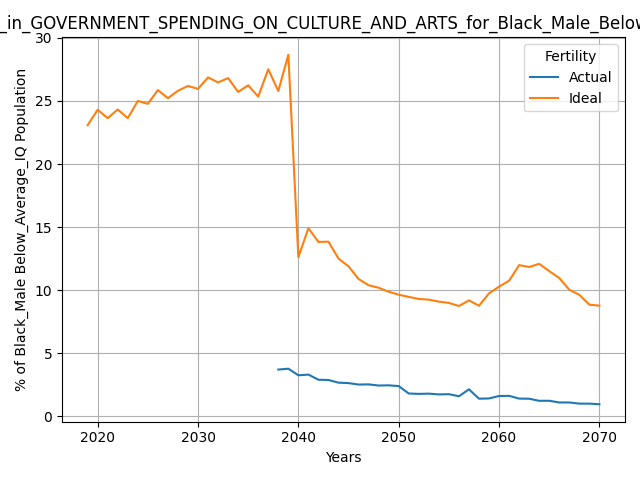 _in_GOVERNMENT_SPENDING_ON_CULTURE_AND_ARTS_for_Black_Male_Below
30
25
20
15
10
5
0
% of Black_Male Below_Average_IQ Population
Fertility
Actual
Ideal
2020 2030 2040 2050 2060 2070
Years